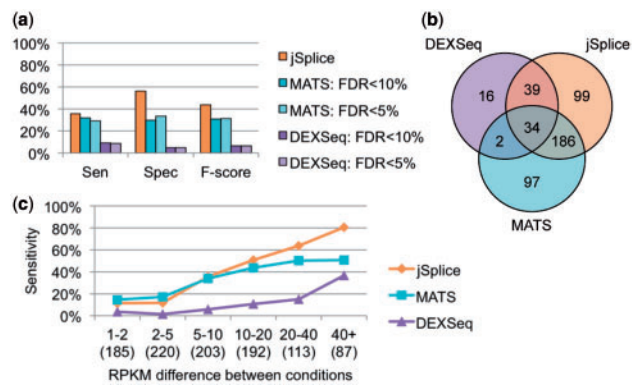 (a)
100%
80%
60%
40%
20%
0%
Sen Spec F-score
jSplice
MATS: FDR<10%
MATS: FDR<5%
DEXSeq: FDR<10%
DEXSeq: FDR<5%
(b)
DEXSeq jSplice
16 39 99
34
2 186
97
MATS
(c)
Sensitivity
100%
80%
60%
40%
20%
0%
1-2 2-5 5-10 10-20 20-40 40+
(185) (220) (203) (192) (113) (87)
RPKM difference between conditions
jSplice
MATS
DEXSeq